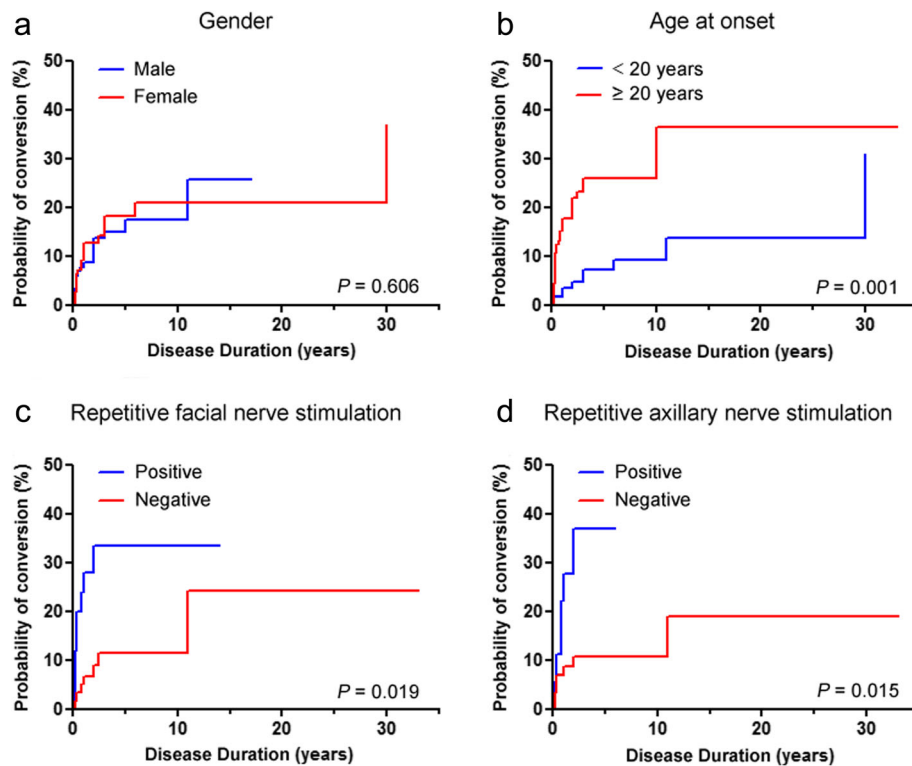 a
Gender
Probability of conversion (%)
50
40
30
20
10
0
Male
Female
P = 0.606
0
10
20
30
Disease Duration (years)
b
Age at onset
Probability of conversion (%)
50
40
30
20
10
0
< 20 years
≥ 20 years
P = 0.001
0
10
20
30
Disease Duration (years)
c
Repetitive facial nerve stimulation
Probability of conversion (%)
50
40
30
20
10
0
Positive
Negative
P = 0.019
0
10
20
30
Disease Duration (years)
d
Repetitive axillary nerve stimulation
Probability of conversion (%)
50
40
30
20
10
0
Positive
Negative
P = 0.015
0
10
20
30
Disease Duration (years)